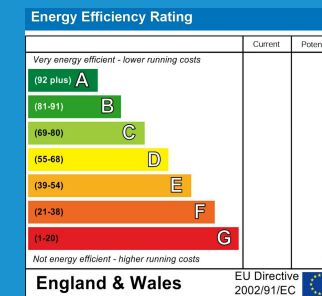 Energy Efficiency Rating
Current Poten
Very energy efficient - lower running costs
(92 plus) A
(81-91) B
(69-80) C
(55-68) D
(39-54) E
(21-38) F
(1-20) G
Not energy efficient - higher running costs
England & Wales
EU Directive
2002/91/EC